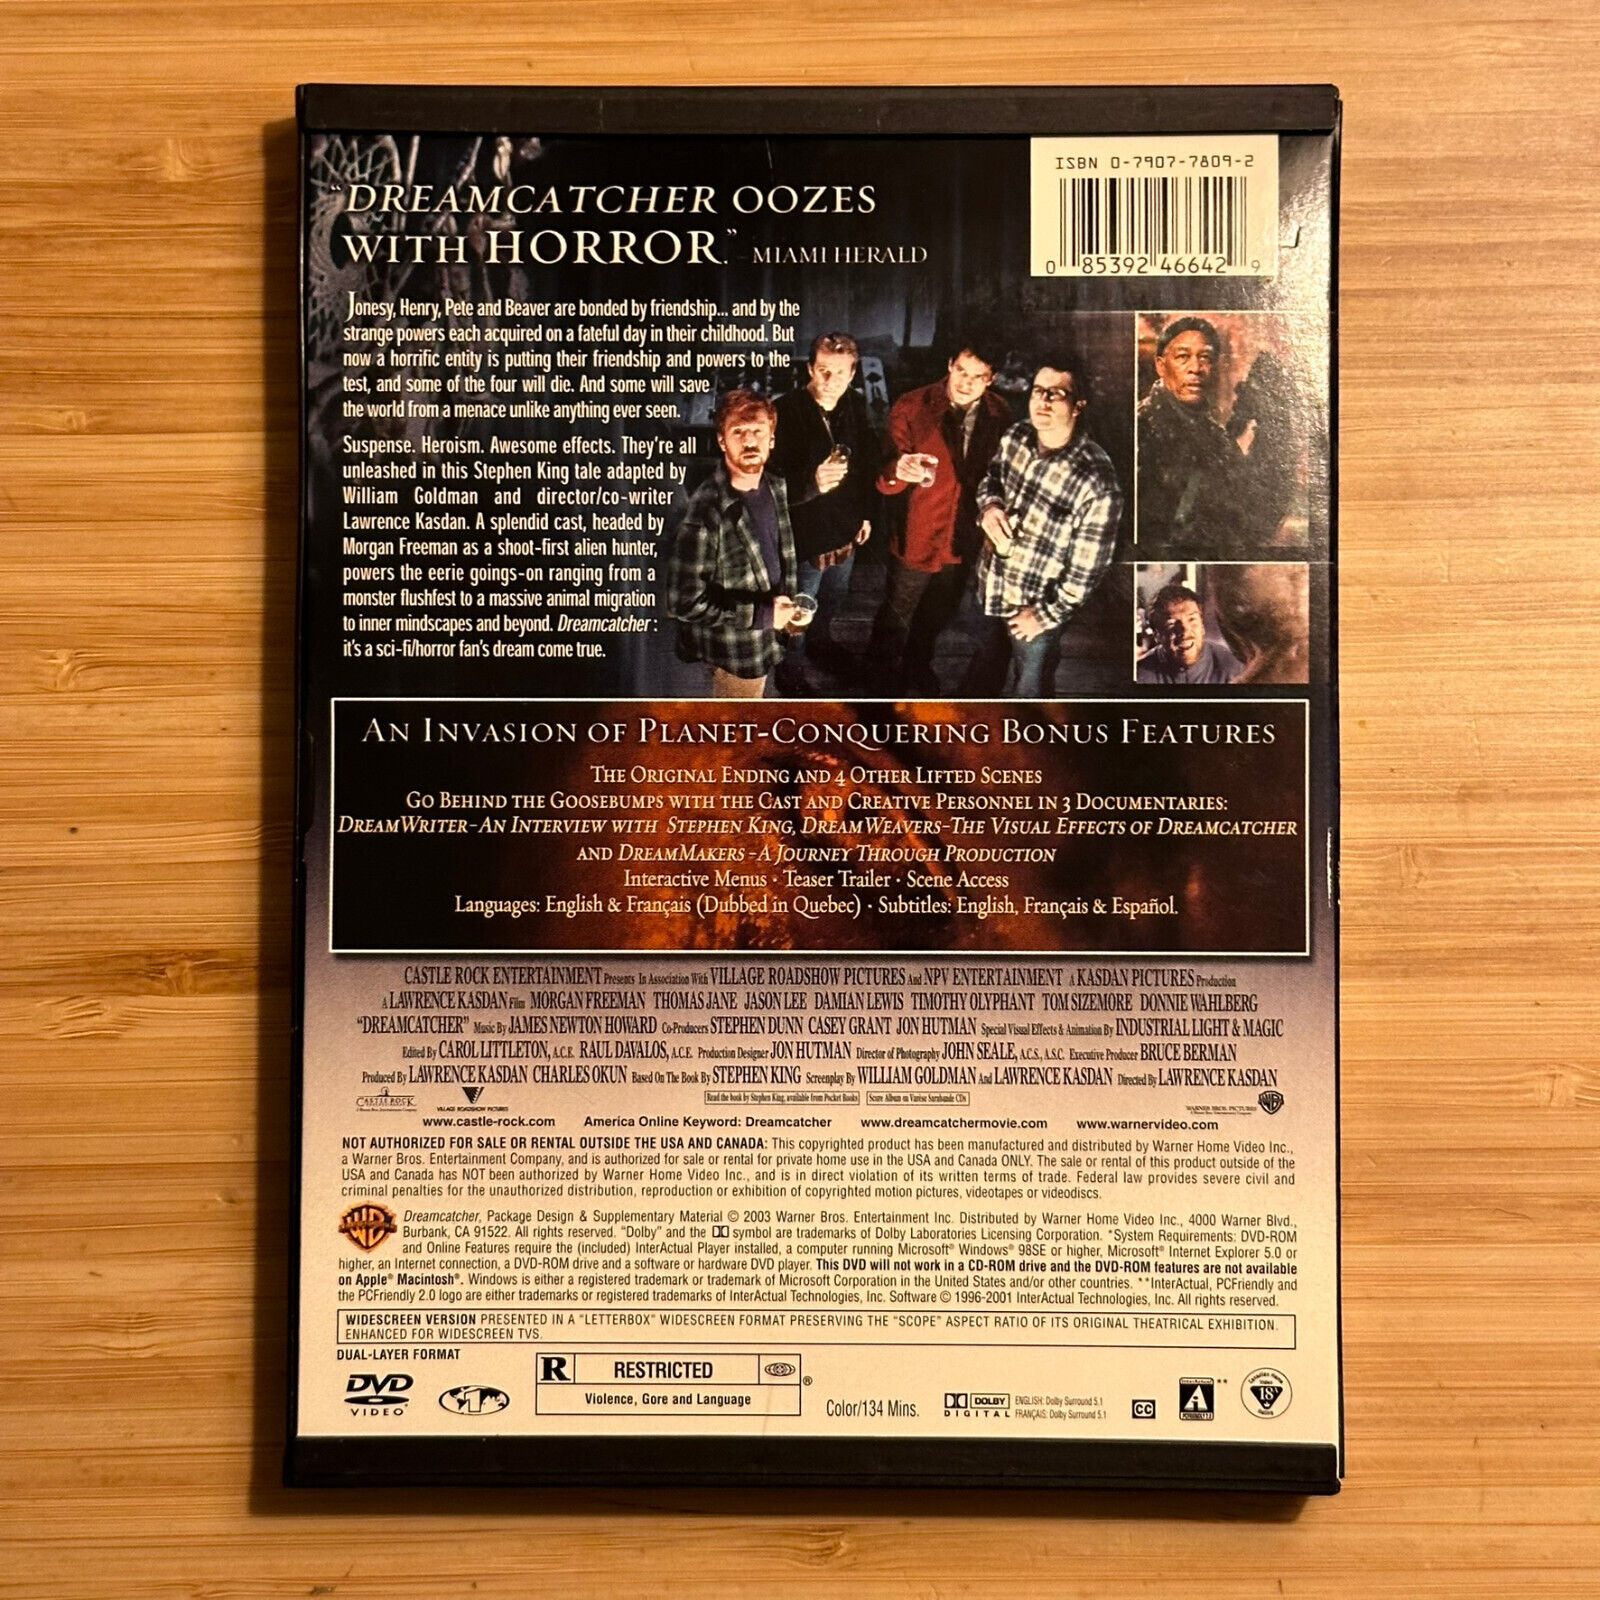 "DREAMCATCHER OOZES
WITH HORROR." – MIAMI HERALD
ISBN 0-7907-7809-2
0 85392 46642 9
Jonesy, Henry, Pete and Beaver are bonded by friendship... and by the
strange powers each acquired on a fateful day in their childhood. But
now a horrific entity is putting their friendship and powers to the
test, and some of the four will die. And some will save
the world from a menace unlike anything ever seen.
Suspense. Heroism. Awesome effects. They're all
unleashed in this Stephen King tale adapted by
William Goldman and director/co-writer
Lawrence Kasdan. A splendid cast, headed by
Morgan Freeman as a shoot-first alien hunter,
powers the eerie goings-on ranging from a
monster flushfest to a massive animal migration
to inner mindscapes and beyond. Dreamcatcher:
it's a sci-fi/horror fan's dream come true.
AN INVASION OF PLANET-CONQUERING BONUS FEATURES
THE ORIGINAL ENDING AND 4 OTHER LIFTED SCENES
GO BEHIND THE GOOSEBUMPS WITH THE CAST AND CREATIVE PERSONNEL IN 3 DOCUMENTARIES:
DREAMWRITER-AN INTERVIEW WITH STEPHEN KING, DREAMWEAVERS-THE VISUAL EFFECTS OF DREAMCATCHER
AND DREAMMAKERS-A JOURNEY THROUGH PRODUCTION
Interactive Menus · Teaser Trailer · Scene Access
Languages: English & Français (Dubbed in Quebec) · Subtitles: English, Français & Español.
CASTLE ROCK ENTERTAINMENT Presents In Association With VILLAGE ROADSHOW PICTURES And NPV ENTERTAINMENT A KASDAN PICTURES Production
A LAWRENCE KASDAN Film MORGAN FREEMAN THOMAS JANE JASON LEE DAMIAN LEWIS TIMOTHY OLYPHANT TOM SIZEMORE DONNIE WAHLBERG
"DREAMCATCHER" Music By JAMES NEWTON HOWARD Co-Producers STEPHEN DUNN CASEY GRANT JON HUTMAN Special Visual Effects & Animation By INDUSTRIAL LIGHT & MAGIC
Edited By CAROL LITTLETON, A.C.E. RAUL DAVALOS, A.C.E. Production Designer JON HUTMAN Director of Photography JOHN SEALE, A.C.S., A.S.C. Executive Producer BRUCE BERMAN
Produced By LAWRENCE KASDAN CHARLES OKUN Based On The Book By STEPHEN KING Screenplay By WILLIAM GOLDMAN And LAWRENCE KASDAN Directed By LAWRENCE KASDAN
CASTLE ROCK VILLAGE ROADSHOW PICTURES Read the book by Stephen King, available from Pocket Books Score Album on Varèse Sarabande CDs WARNER BROS. PICTURES
www.castle-rock.com America Online Keyword: Dreamcatcher www.dreamcatchermovie.com www.warnervideo.com
NOT AUTHORIZED FOR SALE OR RENTAL OUTSIDE THE USA AND CANADA: This copyrighted product has been manufactured and distributed by Warner Home Video Inc.,
a Warner Bros. Entertainment Company, and is authorized for sale or rental for private home use in the USA and Canada ONLY. The sale or rental of this product outside of the
USA and Canada has NOT been authorized by Warner Home Video Inc., and is in direct violation of its written terms of trade. Federal law provides severe civil and
criminal penalties for the unauthorized distribution, reproduction or exhibition of copyrighted motion pictures, videotapes or videodiscs.
WB Dreamcatcher, Package Design & Supplementary Material © 2003 Warner Bros. Entertainment Inc. Distributed by Warner Home Video Inc., 4000 Warner Blvd.,
Burbank, CA 91522. All rights reserved. "Dolby" and the DD symbol are trademarks of Dolby Laboratories Licensing Corporation. *System Requirements: DVD-ROM
and Online Features require the (included) InterActual Player installed, a computer running Microsoft® Windows® 98SE or higher, Microsoft® Internet Explorer 5.0 or
higher, an Internet connection, a DVD-ROM drive and a software or hardware DVD player. This DVD will not work in a CD-ROM drive and the DVD-ROM features are not available
on Apple® Macintosh®. Windows is either a registered trademark or trademark of Microsoft Corporation in the United States and/or other countries. **InterActual, PCFriendly and
the PCFriendly 2.0 logo are either trademarks or registered trademarks of InterActual Technologies, Inc. Software © 1996-2001 InterActual Technologies, Inc. All rights reserved.
WIDESCREEN VERSION PRESENTED IN A "LETTERBOX" WIDESCREEN FORMAT PRESERVING THE "SCOPE" ASPECT RATIO OF ITS ORIGINAL THEATRICAL EXHIBITION.
ENHANCED FOR WIDESCREEN TVS.
DUAL-LAYER FORMAT
DVD VIDEO
1
R RESTRICTED ®
Violence, Gore and Language
Color/134 Mins.
DOLBY DIGITAL
ENGLISH: Dolby Surround 5.1
FRANÇAIS: Dolby Surround 5.1
CC
**
18A